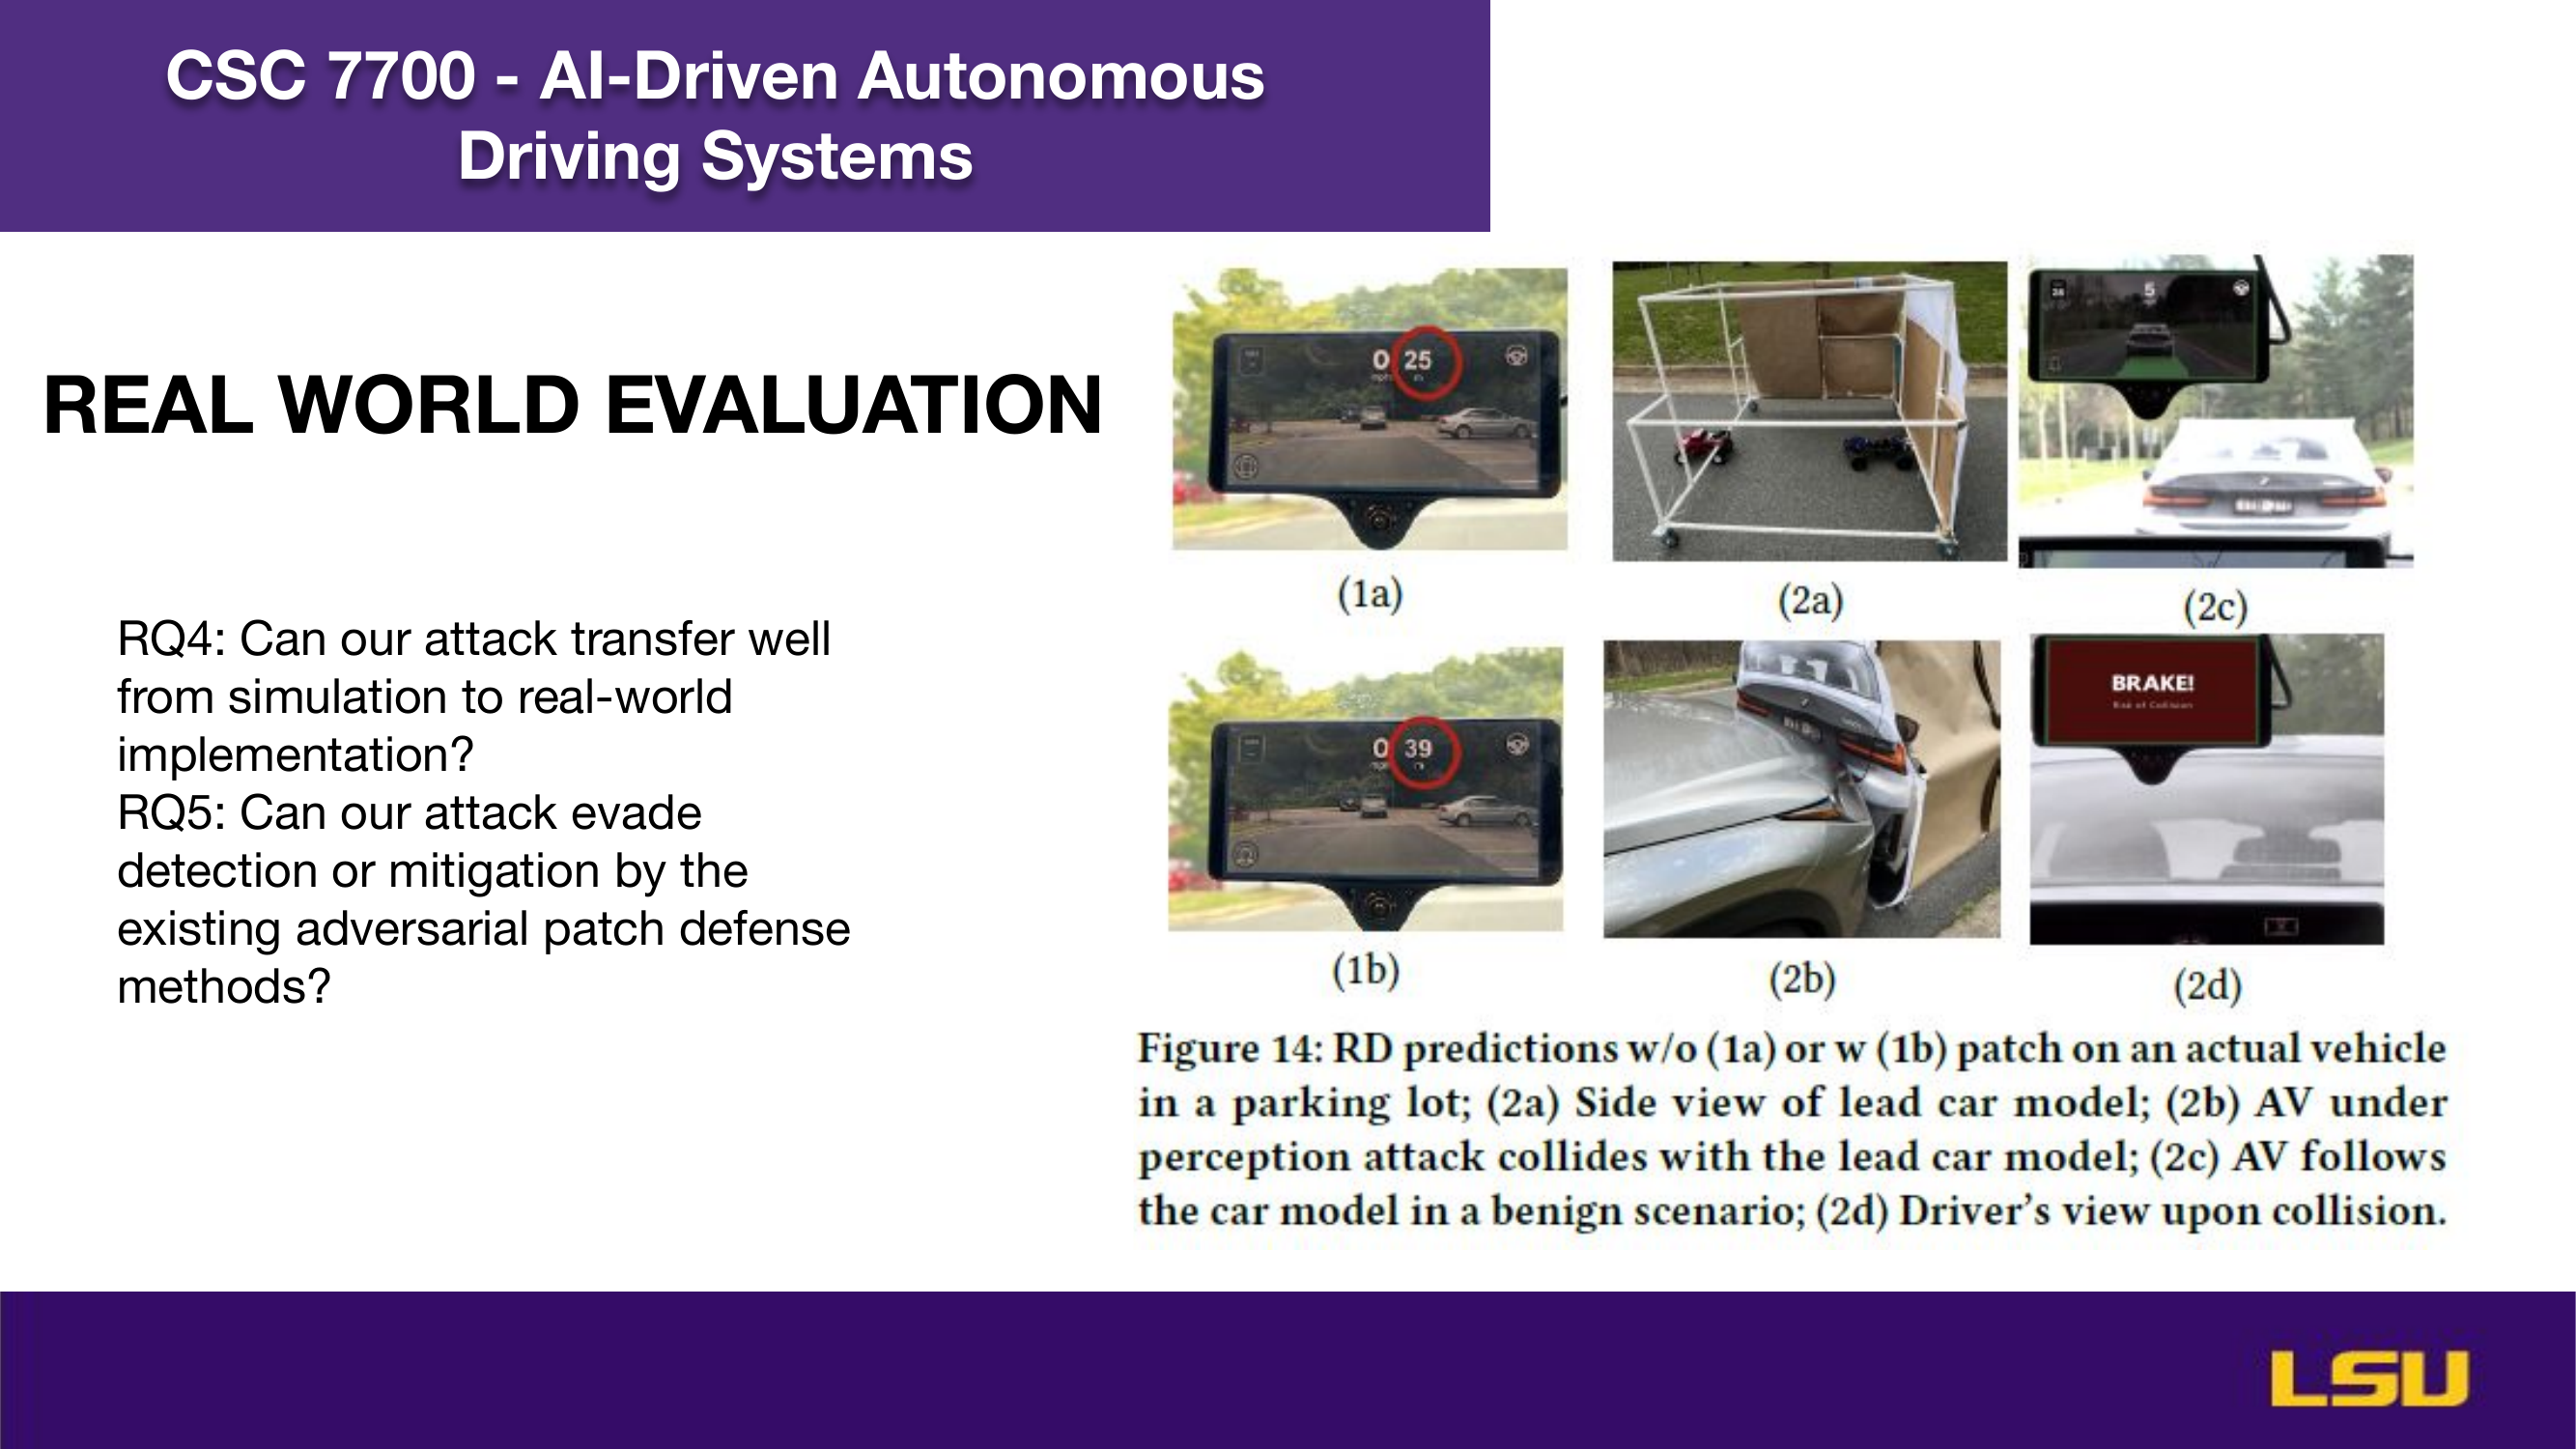 CSC 7700 - AI-Driven Autonomous
Driving Systems
REAL WORLD EVALUATION
RQ4: Can our attack transfer well
from simulation to real-world
implementation?
RQ5: Can our attack evade
detection or mitigation by the
existing adversarial patch defense
methods?
0 25
mph m
(1a)
(2a)
5
(2c)
0 39
(1b)
(2b)
BRAKE!
Risk of Collision
(2d)
Figure 14: RD predictions w/o (1a) or w (1b) patch on an actual vehicle
in a parking lot; (2a) Side view of lead car model; (2b) AV under
perception attack collides with the lead car model; (2c) AV follows
the car model in a benign scenario; (2d) Driver's view upon collision.
LSU